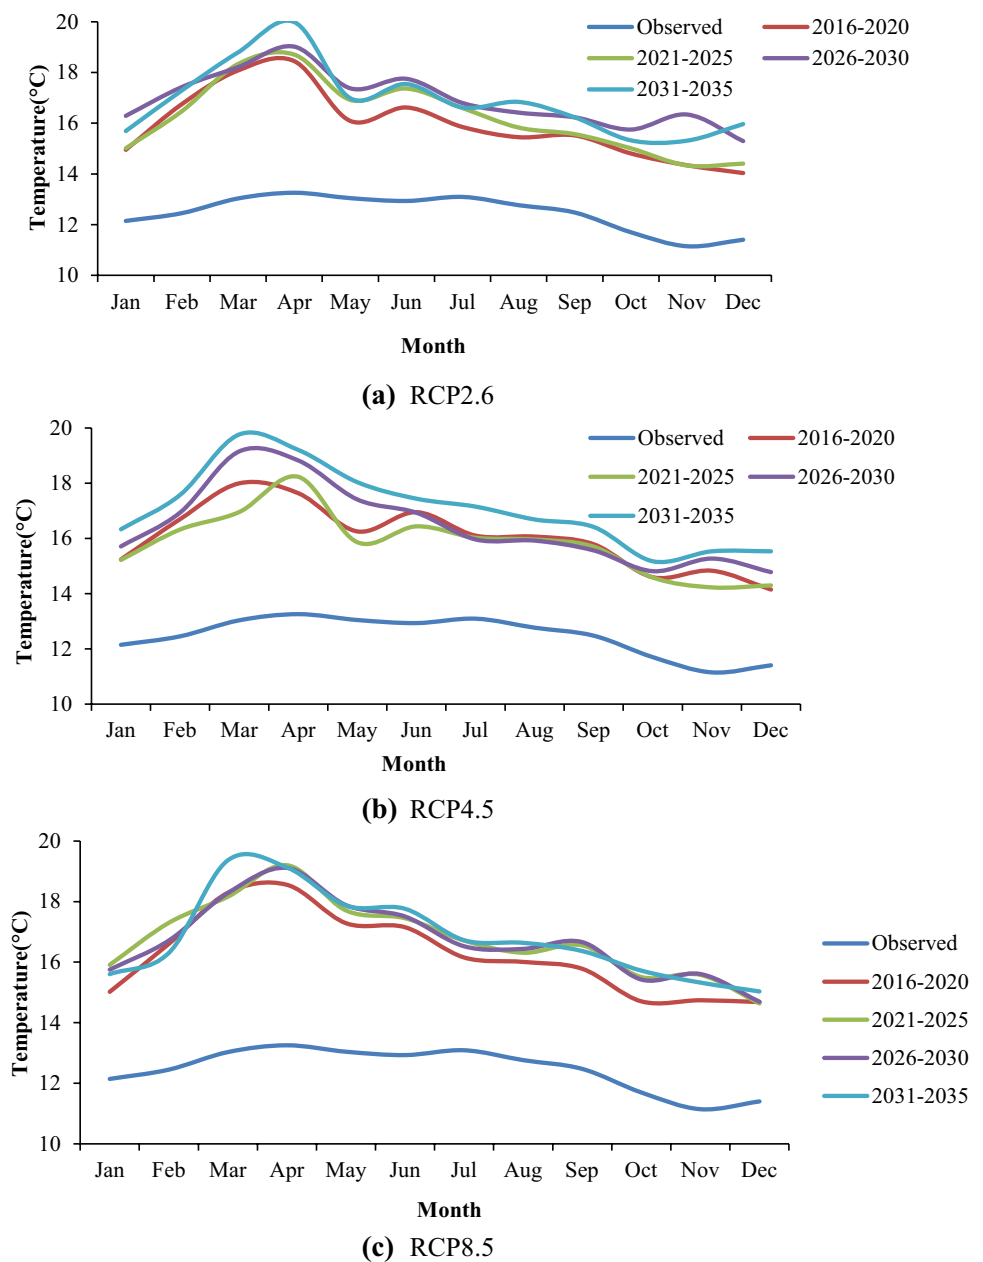 20
18
16
14
12
10
Temperature(°C)
Observed
2016-2020
2021-2025
2026-2030
2031-2035
Jan Feb Mar Apr May Jun Jul Aug Sep Oct Nov Dec
Month
(a) RCP2.6
20
18
16
14
12
10
Temperature(°C)
Observed
2016-2020
2021-2025
2026-2030
2031-2035
Jan Feb Mar Apr May Jun Jul Aug Sep Oct Nov Dec
Month
(b) RCP4.5
20
18
16
14
12
10
Temperature(°C)
Observed
2016-2020
2021-2025
2026-2030
2031-2035
Jan Feb Mar Apr May Jun Jul Aug Sep Oct Nov Dec
Month
(c) RCP8.5